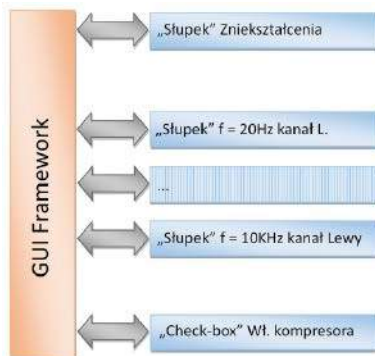 GUI Framework
„Słupek” Zniekształcenia
„Słupek” f = 20Hz kanał L.
...
„Słupek” f = 10KHz kanał Lewy
„Check-box” Wł. kompresora